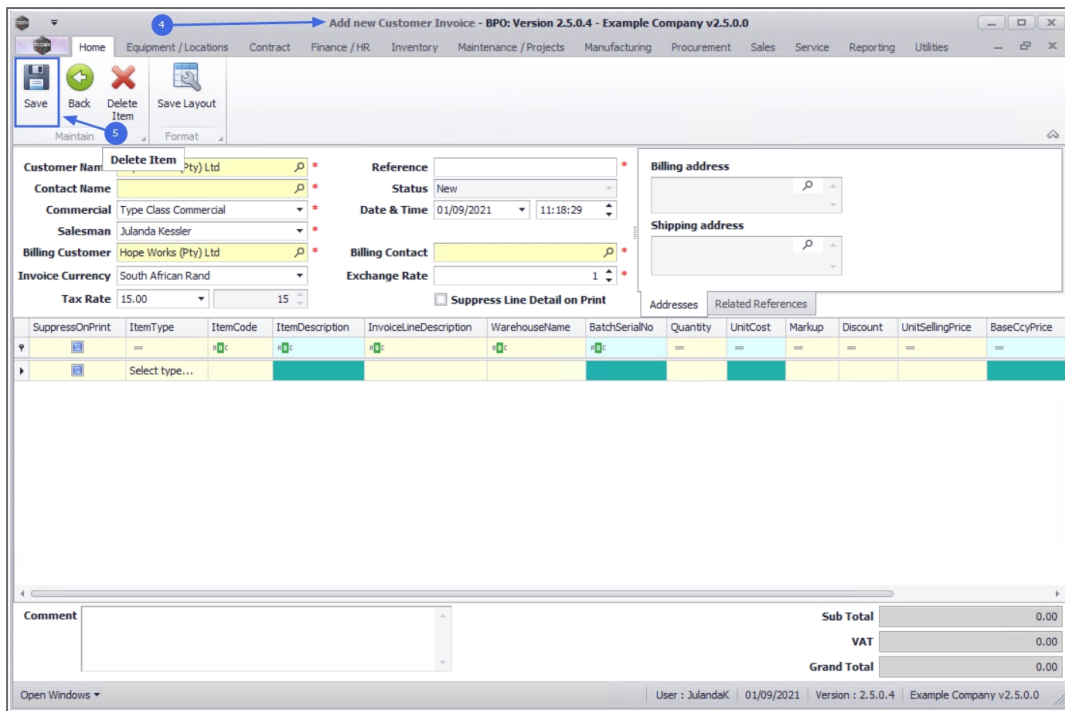 4
Add new Customer Invoice - BPO: Version 2.5.0.4 - Example Company v2.5.0.0
Home Equipment / Locations Contract Finance / HR Inventory Maintenance / Projects Manufacturing Procurement Sales Service Reporting Utilities
Save Back Delete Item Save Layout
Maintain 5 Format
Delete Item
Customer Nam (Pty) Ltd * Reference * Billing address
Contact Name * Status New
Commercial Type Class Commercial * Date & Time 01/09/2021 11:18:29
Salesman Julanda Kessler * Shipping address
Billing Customer Hope Works (Pty) Ltd * Billing Contact *
Invoice Currency South African Rand Exchange Rate 1 *
Tax Rate 15.00 15 Suppress Line Detail on Print Addresses Related References
SuppressOnPrint ItemType ItemCode ItemDescription InvoiceLineDescription WarehouseName BatchSerialNo Quantity UnitCost Markup Discount UnitSellingPrice BaseCcyPrice
= ABC ABC ABC ABC ABC = = = = = =
Select type...
Comment Sub Total 0.00
VAT 0.00
Grand Total 0.00
Open Windows User : JulandaK 01/09/2021 Version : 2.5.0.4 Example Company v2.5.0.0